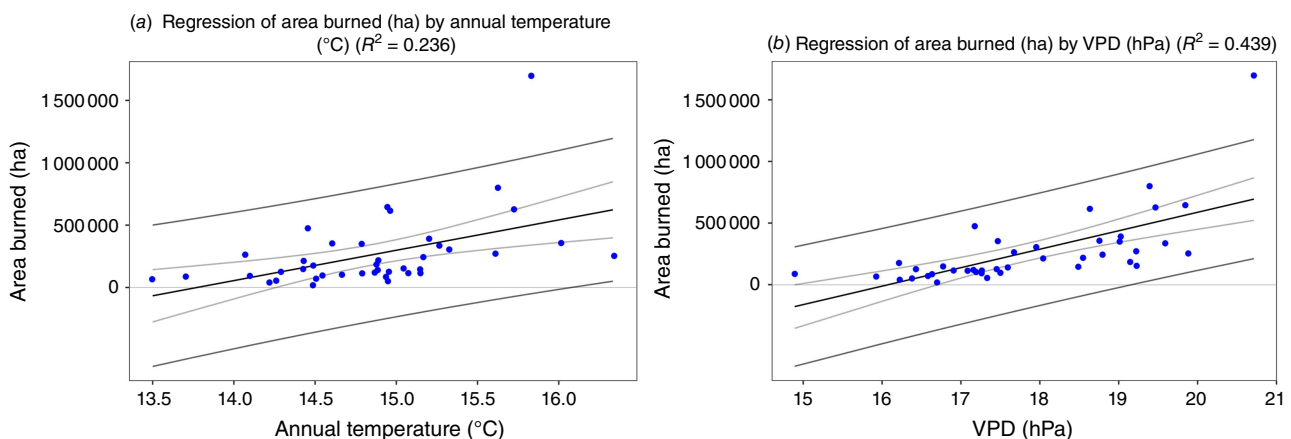 (a) Regression of area burned (ha) by annual temperature
(°C) (R² = 0.236)
1 500 000
1 000 000
500 000
0
Area burned (ha)
13.5 14.0 14.5 15.0 15.5 16.0
Annual temperature (°C)
(b) Regression of area burned (ha) by VPD (hPa) (R² = 0.439)
1 500 000
1 000 000
500 000
0
Area burned (ha)
15 16 17 18 19 20 21
VPD (hPa)